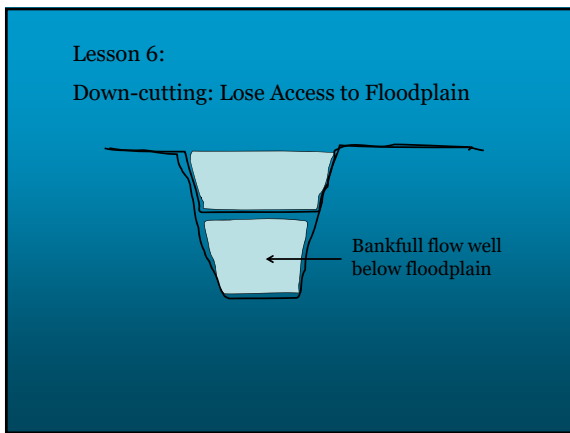 Lesson 6:
Down-cutting: Lose Access to Floodplain
Bankfull flow well
below floodplain